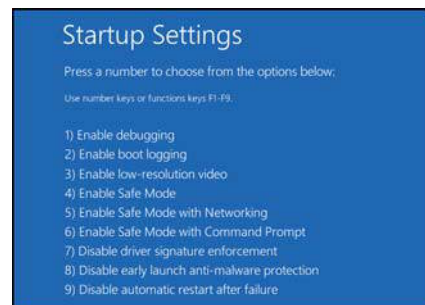 Startup Settings
Press a number to choose from the options below:
Use number keys or functions keys F1-F9.
1) Enable debugging
2) Enable boot logging
3) Enable low-resolution video
4) Enable Safe Mode
5) Enable Safe Mode with Networking
6) Enable Safe Mode with Command Prompt
7) Disable driver signature enforcement
8) Disable early launch anti-malware protection
9) Disable automatic restart after failure